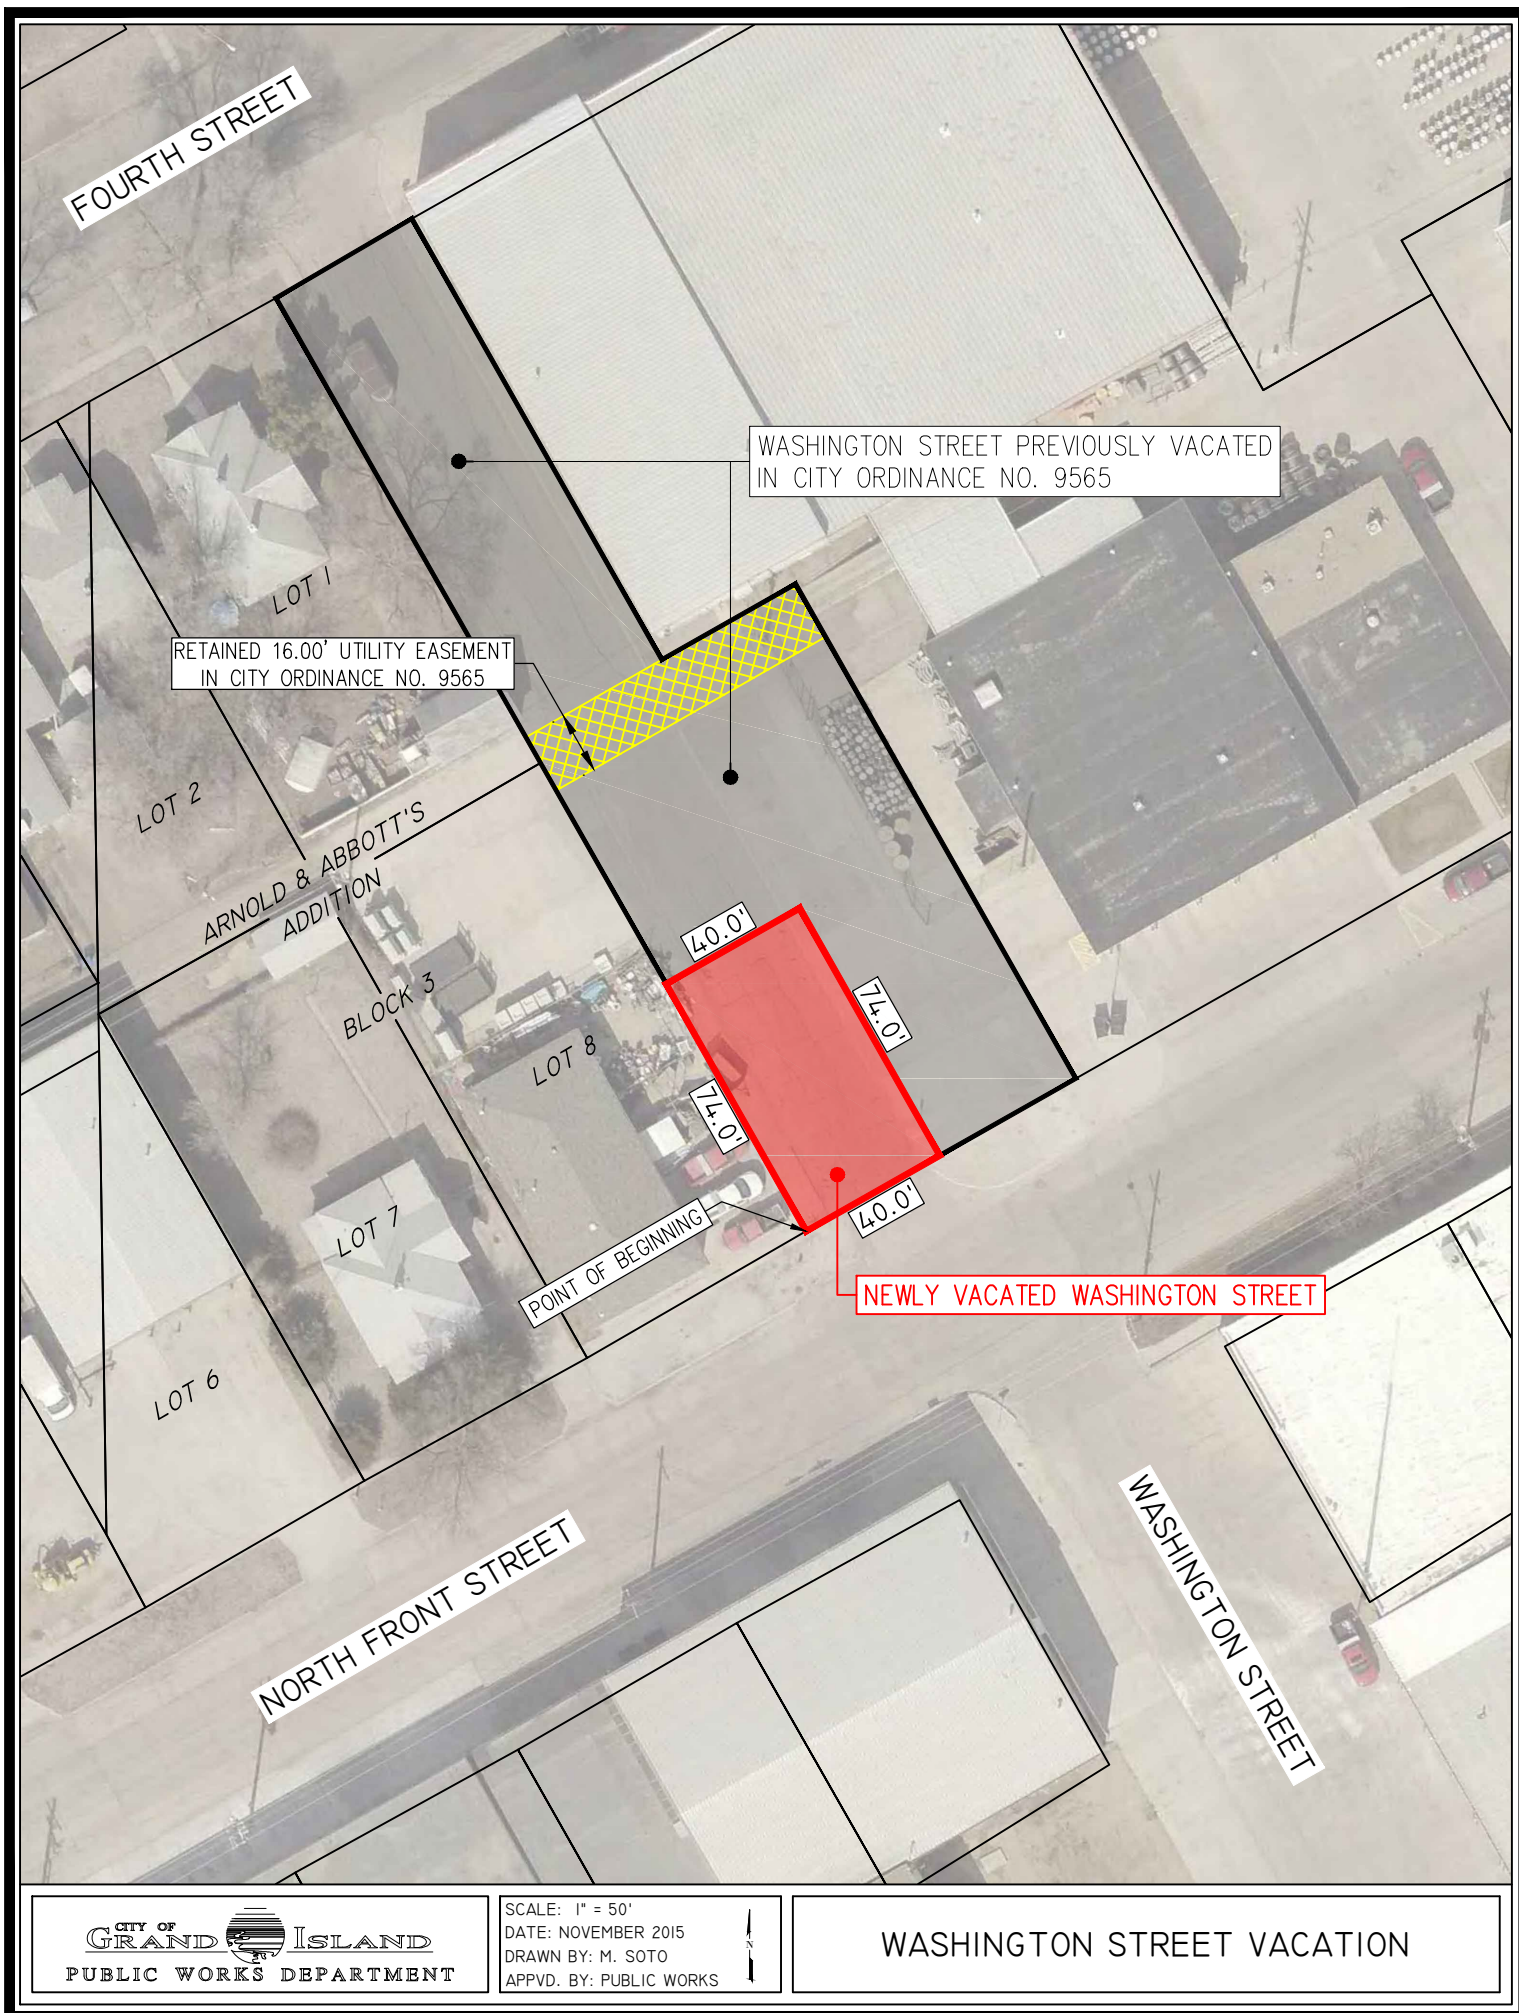 FOURTH STREET
WASHINGTON STREET PREVIOUSLY VACATED
IN CITY ORDINANCE NO. 9565
LOT 1
RETAINED 16.00' UTILITY EASEMENT
IN CITY ORDINANCE NO. 9565
LOT 2
ARNOLD & ABBOTT'S
ADDITION
40.0'
BLOCK 3
74.0'
LOT 8
74.0'
LOT 7
40.0'
POINT OF BEGINNING
NEWLY VACATED WASHINGTON STREET
LOT 6
NORTH FRONT STREET
WASHINGTON STREET
CITY OF
GRAND ISLAND
PUBLIC WORKS DEPARTMENT
SCALE: 1" = 50'
DATE: NOVEMBER 2015
DRAWN BY: M. SOTO
APPVD. BY: PUBLIC WORKS
N
WASHINGTON STREET VACATION